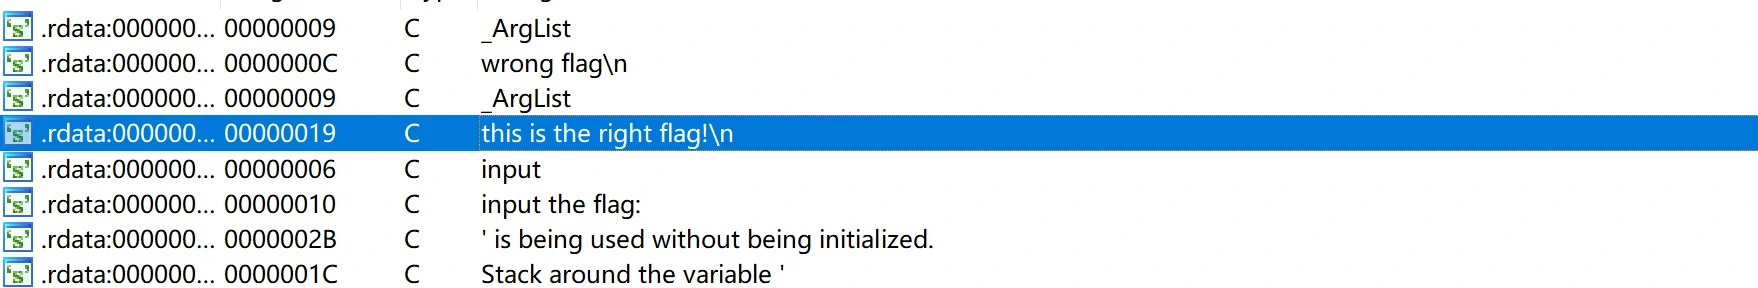 .rdata:000000... 00000009 C _ArgList
.rdata:000000... 0000000C C wrong flag\n
.rdata:000000... 00000009 C _ArgList
.rdata:000000... 00000019 C this is the right flag!\n
.rdata:000000... 00000006 C input
.rdata:000000... 00000010 C input the flag:
.rdata:000000... 0000002B C ' is being used without being initialized.
.rdata:000000... 0000001C C Stack around the variable '